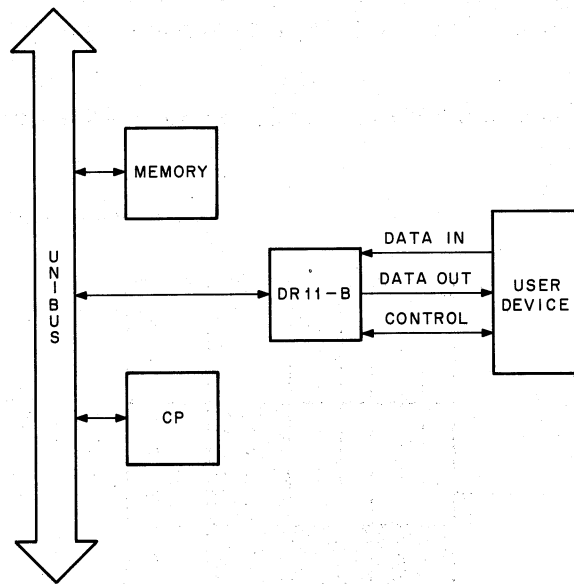 MEMORY
UNIBUS
DATA IN
DR11-B
DATA OUT
USER
DEVICE
CONTROL
CP